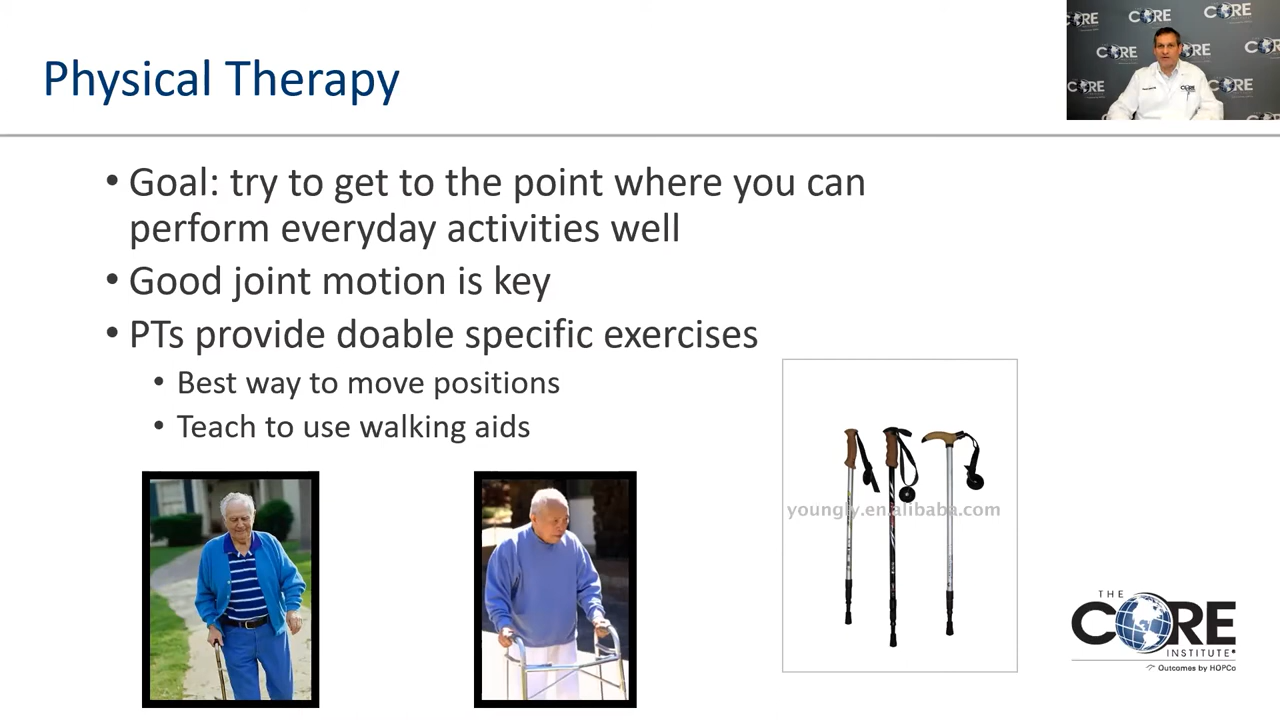 Physical Therapy
• Goal: try to get to the point where you can
perform everyday activities well
• Good joint motion is key
• PTs provide doable specific exercises
• Best way to move positions
• Teach to use walking aids
youngly.en.alibaba.com
THE
CORE
INSTITUTE
Outcomes by HOPCo